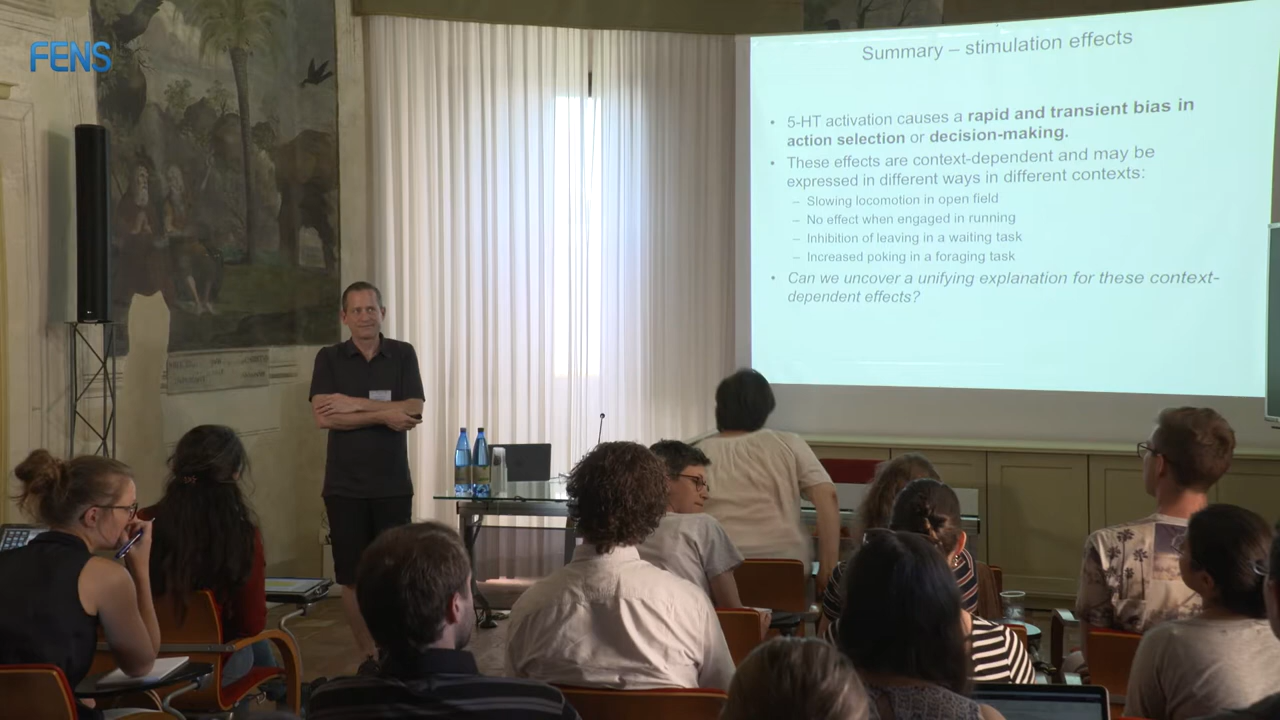 FENS
Summary – stimulation effects
• 5-HT activation causes a rapid and transient bias in
action selection or decision-making.
• These effects are context-dependent and may be
expressed in different ways in different contexts:
– Slowing locomotion in open field
– No effect when engaged in running
– Inhibition of leaving in a waiting task
– Increased poking in a foraging task
• Can we uncover a unifying explanation for these context-
dependent effects?